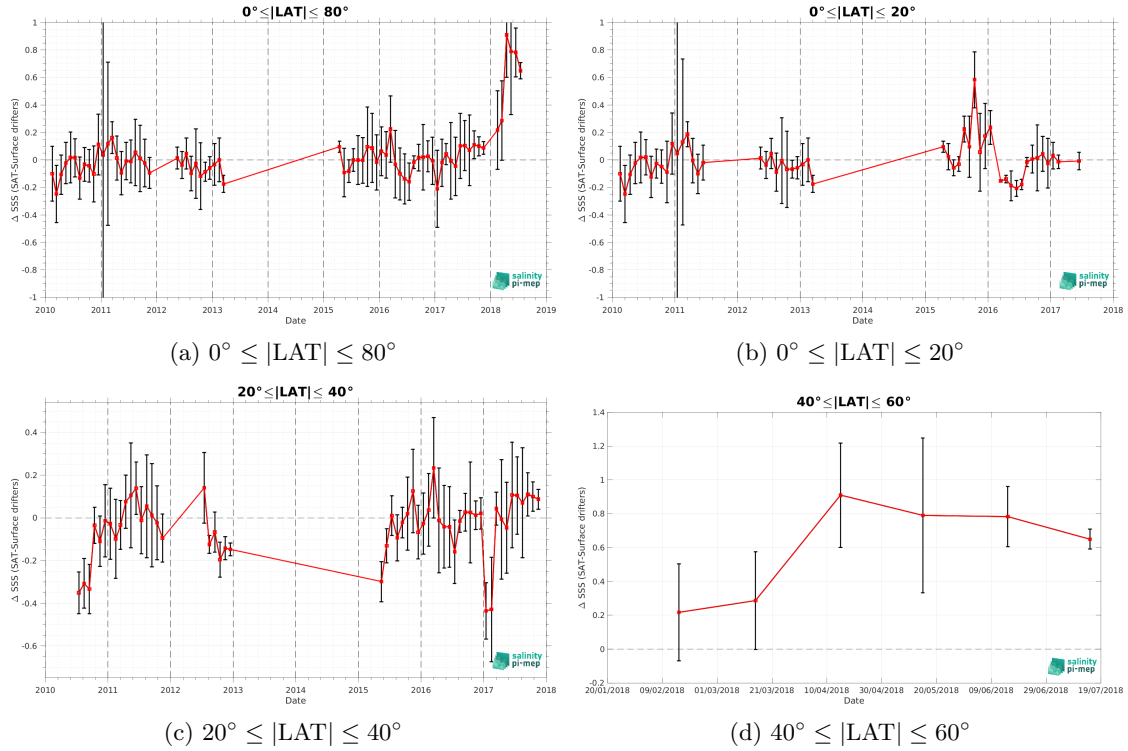 0°≤|LAT|≤ 80°
Δ SSS (SAT-Surface drifters)
1
0.8
0.6
0.4
0.2
0
-0.2
-0.4
-0.6
-0.8
-1
2010 2011 2012 2013 2014 2015 2016 2017 2018 2019
Date
salinity
pi-mep
(a) 0° ≤ |LAT| ≤ 80°
0°≤|LAT|≤ 20°
Δ SSS (SAT-Surface drifters)
1
0.8
0.6
0.4
0.2
0
-0.2
-0.4
-0.6
-0.8
-1
2010 2011 2012 2013 2014 2015 2016 2017 2018
Date
salinity
pi-mep
(b) 0° ≤ |LAT| ≤ 20°
20°≤|LAT|≤ 40°
Δ SSS (SAT-Surface drifters)
0.4
0.2
0
-0.2
-0.4
-0.6
2010 2011 2012 2013 2014 2015 2016 2017 2018
Date
salinity
pi-mep
(c) 20° ≤ |LAT| ≤ 40°
40°≤|LAT|≤ 60°
Δ SSS (SAT-Surface drifters)
1.4
1.2
1
0.8
0.6
0.4
0.2
0
-0.2
20/01/2018 09/02/2018 01/03/2018 21/03/2018 10/04/2018 30/04/2018 20/05/2018 09/06/2018 29/06/2018 19/07/2018
Date
salinity
pi-mep
(d) 40° ≤ |LAT| ≤ 60°